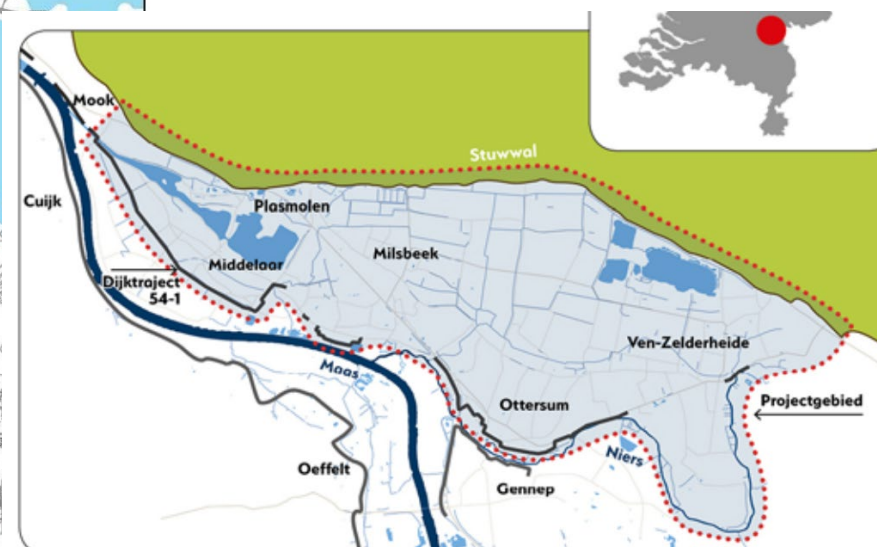 Mook
Stuwwal
Cuijk
Plasmolen
Milsbeek
Middelaar
Dijktraject
54-1
Ven-Zelderheide
Maas
Ottersum
Projectgebied
Niers
Oeffelt
Gennep